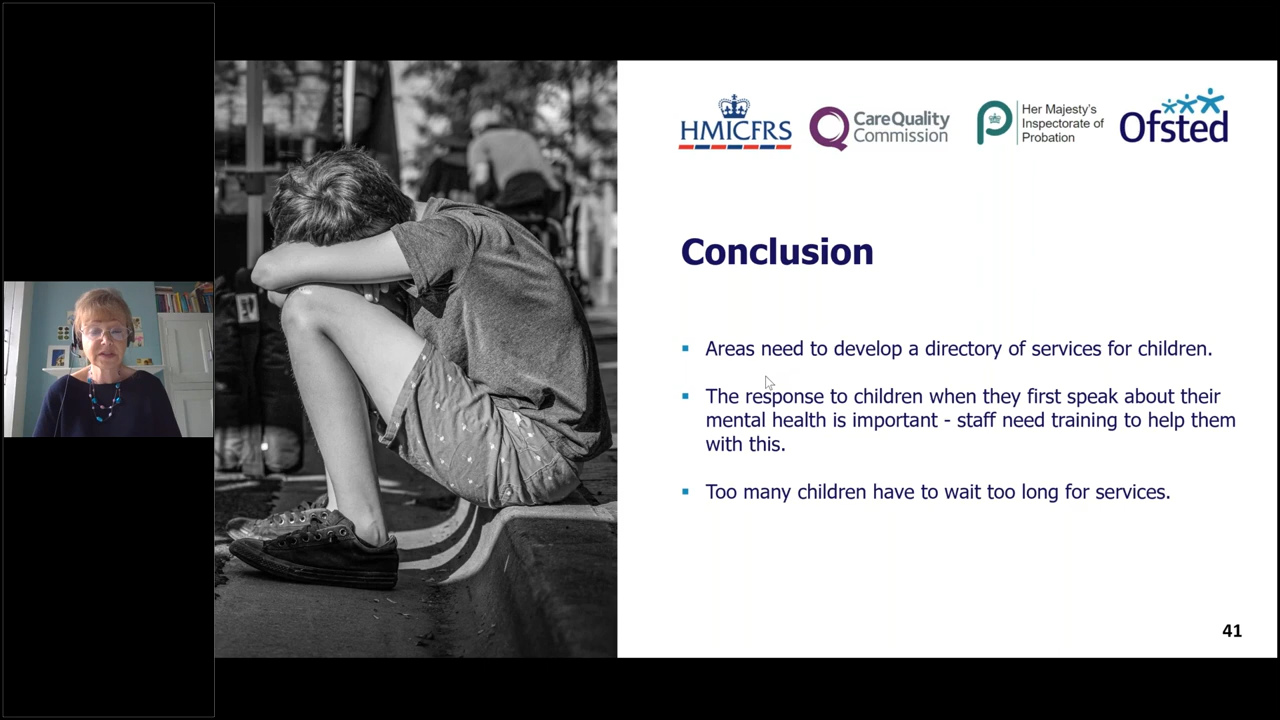 HMICFRS
CareQuality
Commission
Her Majesty's
Inspectorate of
Probation
Ofsted
Conclusion
Areas need to develop a directory of services for children.
The response to children when they first speak about their
mental health is important - staff need training to help them
with this.
Too many children have to wait too long for services.
41